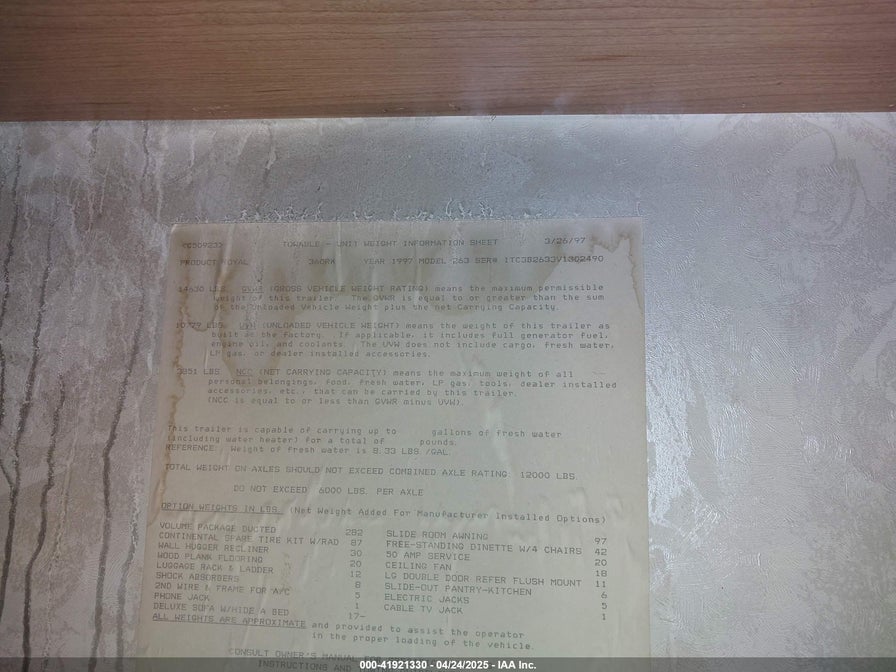 <C50923> TOWABLE - UNIT WEIGHT INFORMATION SHEET 3/26/97
PRODUCT ROYAL 36ORK YEAR 1997 MODEL 263 SER# 1TC3B2633V1302490
14630 LBS. GVWR (GROSS VEHICLE WEIGHT RATING) means the maximum permissible
weight of this trailer. The GVWR is equal to or greater than the sum
of the Unloaded Vehicle Weight plus the net Carrying Capacity.
10779 LBS. UVW (UNLOADED VEHICLE WEIGHT) means the weight of this trailer as
built at the factory. If applicable, it includes full generator fuel,
engine oil, and coolants. The UVW does not include cargo, fresh water,
LP gas, or dealer installed accessories.
3851 LBS. NCC (NET CARRYING CAPACITY) means the maximum weight of all
personal belongings, food, fresh water, LP gas, tools, dealer installed
accessories, etc., that can be carried by this trailer.
(NCC is equal to or less than GVWR minus UVW).
This trailer is capable of carrying up to gallons of fresh water
(including water heater) for a total of pounds.
REFERENCE: Weight of fresh water is 8.33 LBS /GAL.
TOTAL WEIGHT ON AXLES SHOULD NOT EXCEED COMBINED AXLE RATING: 12000 LBS.
DO NOT EXCEED 6000 LBS. PER AXLE
OPTION WEIGHTS IN LBS. (Net Weight Added For Manufacturer Installed Options)
VOLUME PACKAGE DUCTED 282 SLIDE ROOM AWNING 97
CONTINENTAL SPARE TIRE KIT W/RAD 87 FREE-STANDING DINETTE W/4 CHAIRS 42
WALL HUGGER RECLINER 30 50 AMP SERVICE 20
WOOD PLANK FLOORING 20 CEILING FAN 18
LUGGAGE RACK & LADDER 12 LG DOUBLE DOOR REFER FLUSH MOUNT 11
SHOCK ABSORBERS 8 SLIDE-OUT PANTRY-KITCHEN 6
2ND WIRE & FRAME FOR A/C 5 ELECTRIC JACKS 5
PHONE JACK 1 CABLE TV JACK 1
DELUXE SOFA W/HIDE A BED 17-
ALL WEIGHTS ARE APPROXIMATE and provided to assist the operator
in the proper loading of the vehicle.
CONSULT OWNER'S MANUAL FOR
INSTRUCTIONS AND
000-41921330 - 04/24/2025 - IAA Inc.